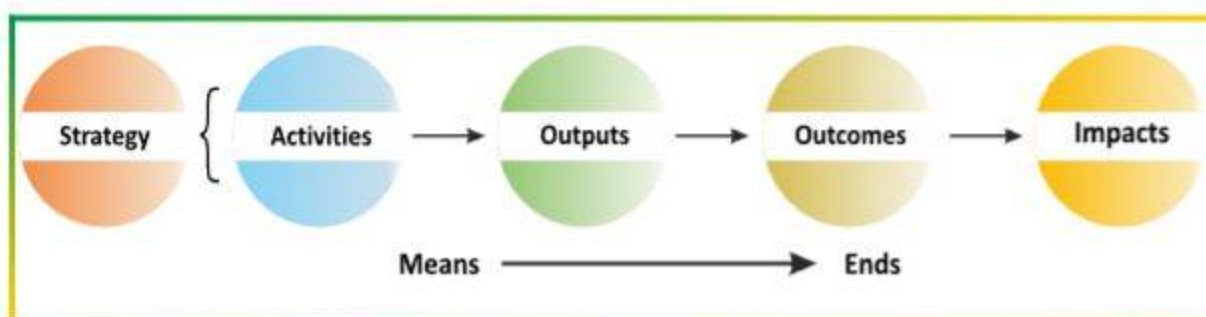 Strategy
Activities
Outputs
Outcomes
Impacts
Means
Ends